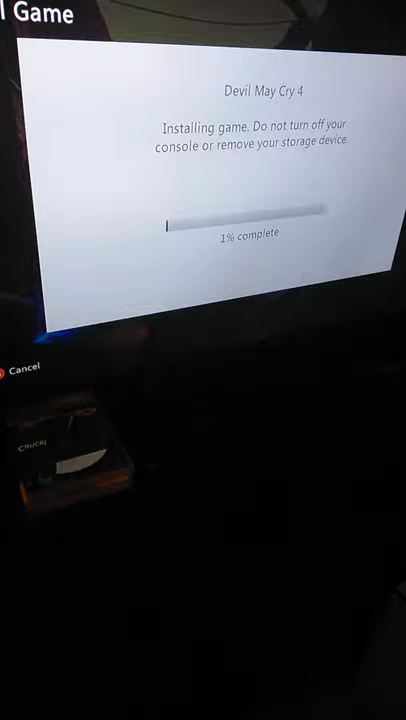 l Game
Devil May Cry 4
Installing game. Do not turn off your
console or remove your storage device.
1% complete
Cancel
Cancel